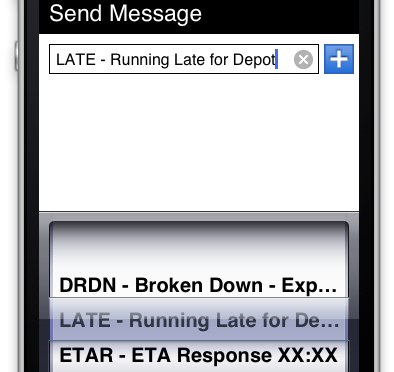 Send Message
LATE - Running Late for Depot
DRDN - Broken Down - Exp...
LATE - Running Late for De...
ETAR - ETA Response XX:XX